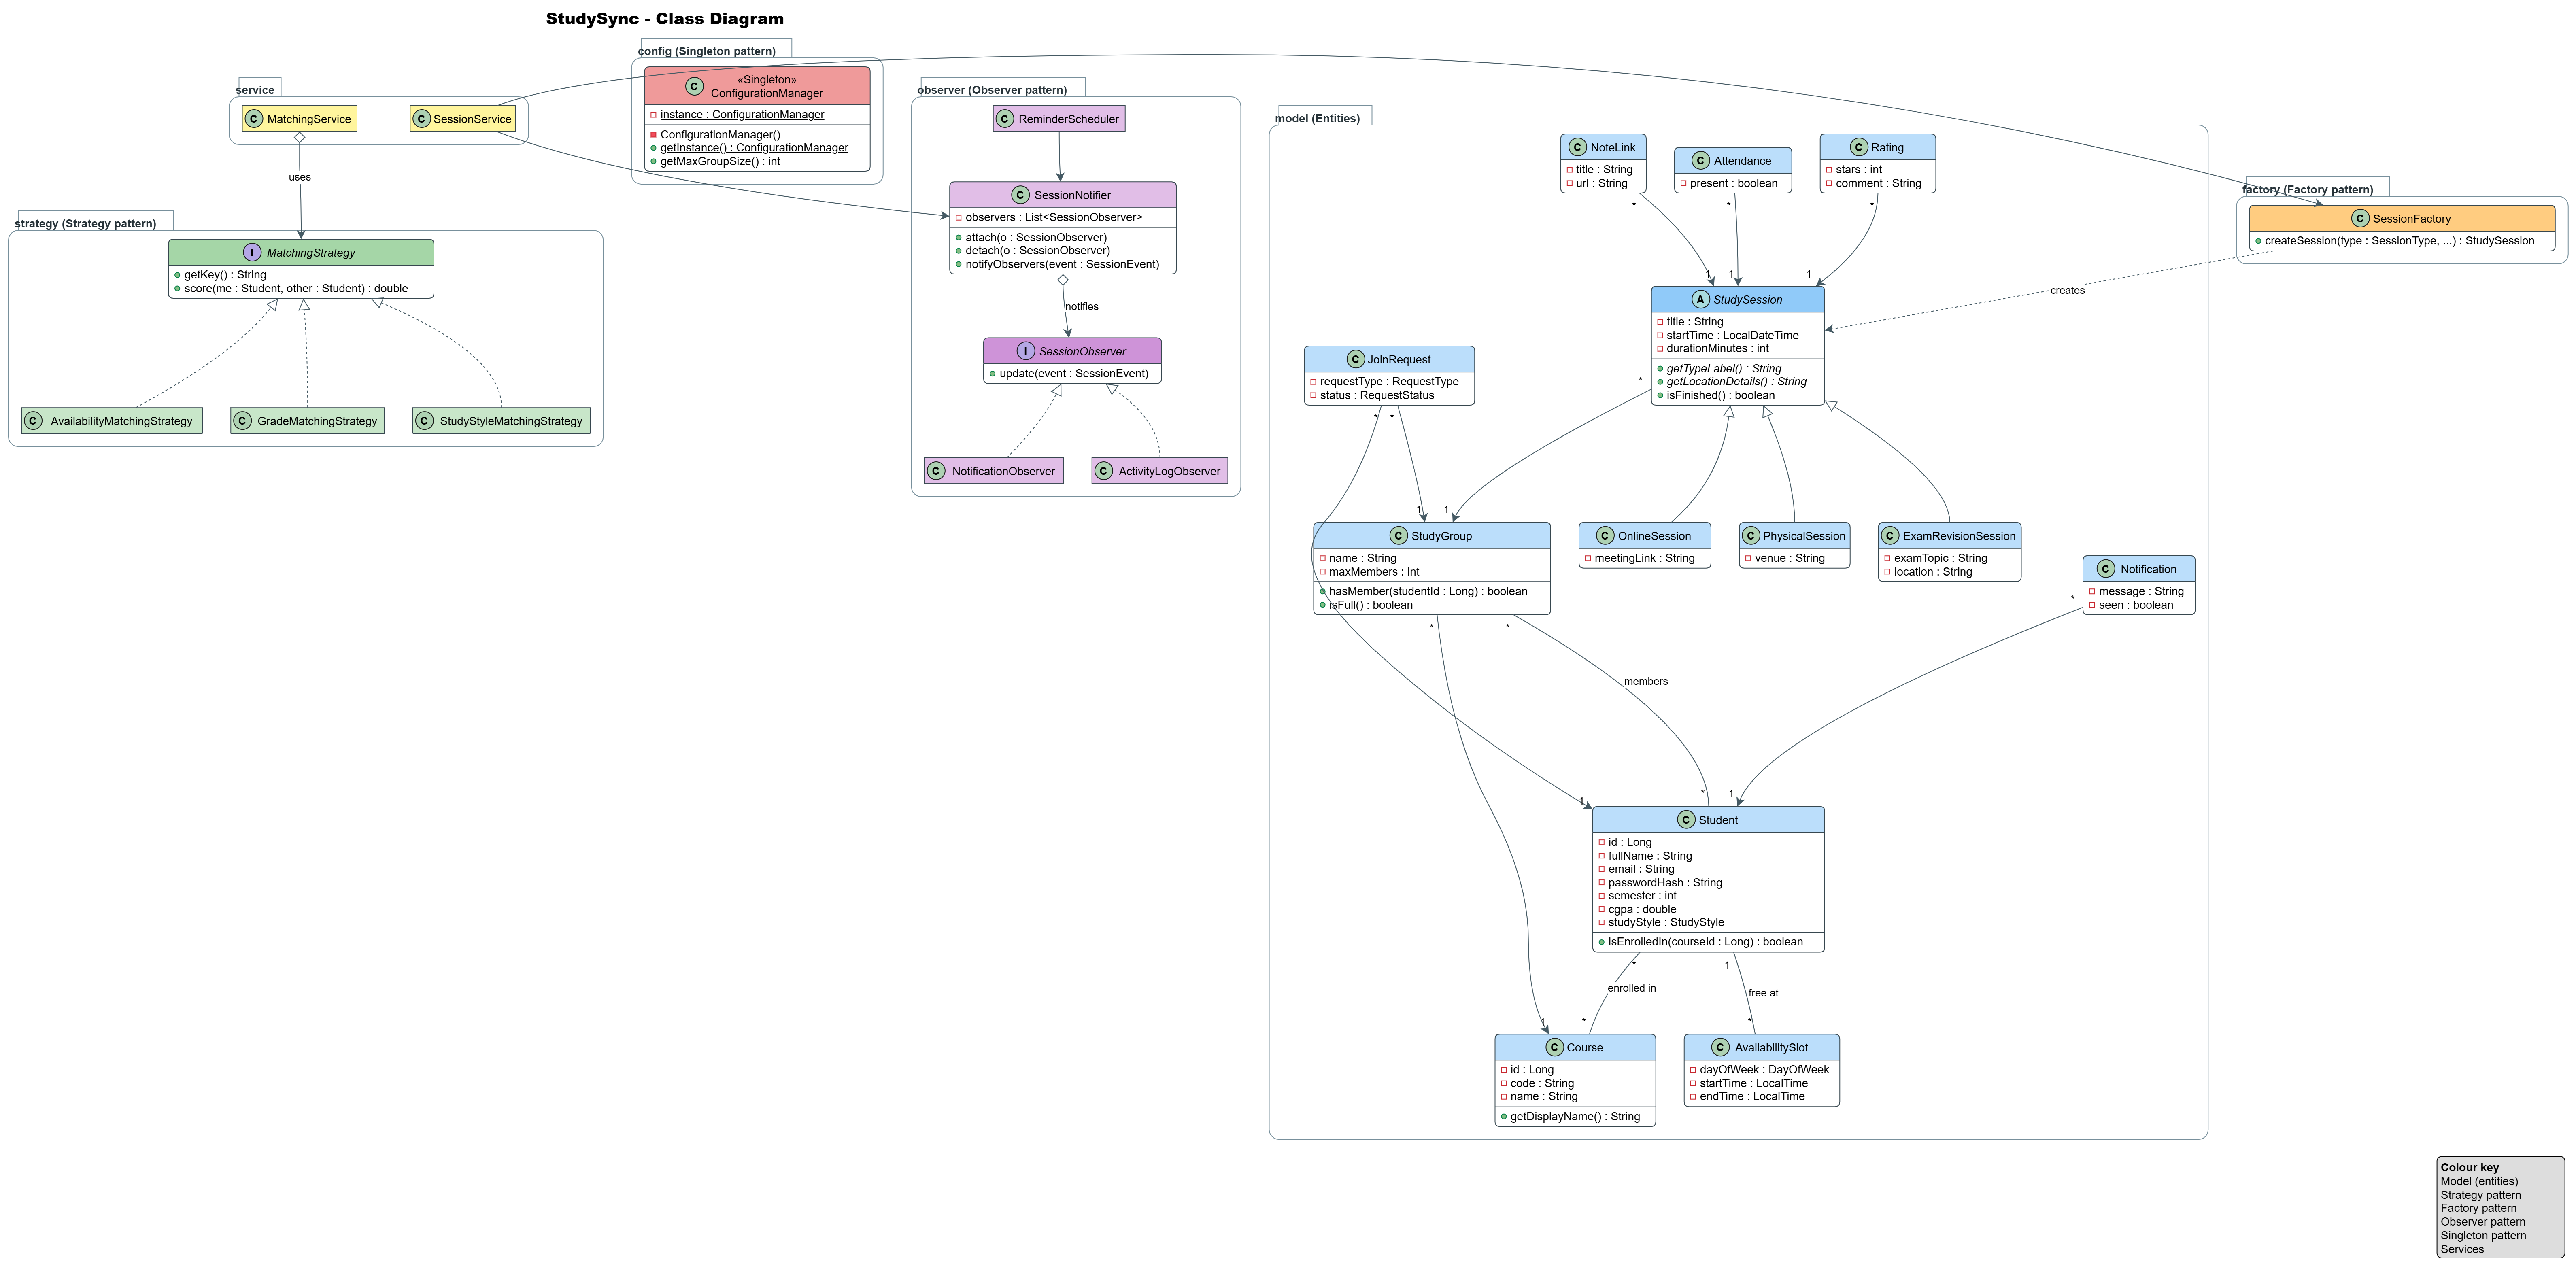 StudySync - Class Diagram
service
C MatchingService
C SessionService
uses
strategy (Strategy pattern)
I MatchingStrategy
getKey() : String
score(me : Student, other : Student) : double
C AvailabilityMatchingStrategy
C GradeMatchingStrategy
C StudyStyleMatchingStrategy
config (Singleton pattern)
C «Singleton»
ConfigurationManager
instance : ConfigurationManager
ConfigurationManager()
getInstance() : ConfigurationManager
getMaxGroupSize() : int
observer (Observer pattern)
C ReminderScheduler
C SessionNotifier
observers : List<SessionObserver>
attach(o : SessionObserver)
detach(o : SessionObserver)
notifyObservers(event : SessionEvent)
notifies
I SessionObserver
update(event : SessionEvent)
C NotificationObserver
C ActivityLogObserver
model (Entities)
C NoteLink
title : String
url : String
C Attendance
present : boolean
C Rating
stars : int
comment : String
* * *
1 1 1
A StudySession
title : String
startTime : LocalDateTime
durationMinutes : int
getTypeLabel() : String
getLocationDetails() : String
isFinished() : boolean
*
C JoinRequest
requestType : RequestType
status : RequestStatus
* *
1 1
C StudyGroup
name : String
maxMembers : int
hasMember(studentId : Long) : boolean
isFull() : boolean
* *
C OnlineSession
meetingLink : String
C PhysicalSession
venue : String
C ExamRevisionSession
examTopic : String
location : String
C Notification
message : String
seen : boolean
*
members
1 * 1
C Student
id : Long
fullName : String
email : String
passwordHash : String
semester : int
cgpa : double
studyStyle : StudyStyle
isEnrolledIn(courseId : Long) : boolean
* 1
enrolled in
free at
1 * *
C Course
id : Long
code : String
name : String
getDisplayName() : String
C AvailabilitySlot
dayOfWeek : DayOfWeek
startTime : LocalTime
endTime : LocalTime
factory (Factory pattern)
C SessionFactory
createSession(type : SessionType, ...) : StudySession
creates
Colour key
Model (entities)
Strategy pattern
Factory pattern
Observer pattern
Singleton pattern
Services